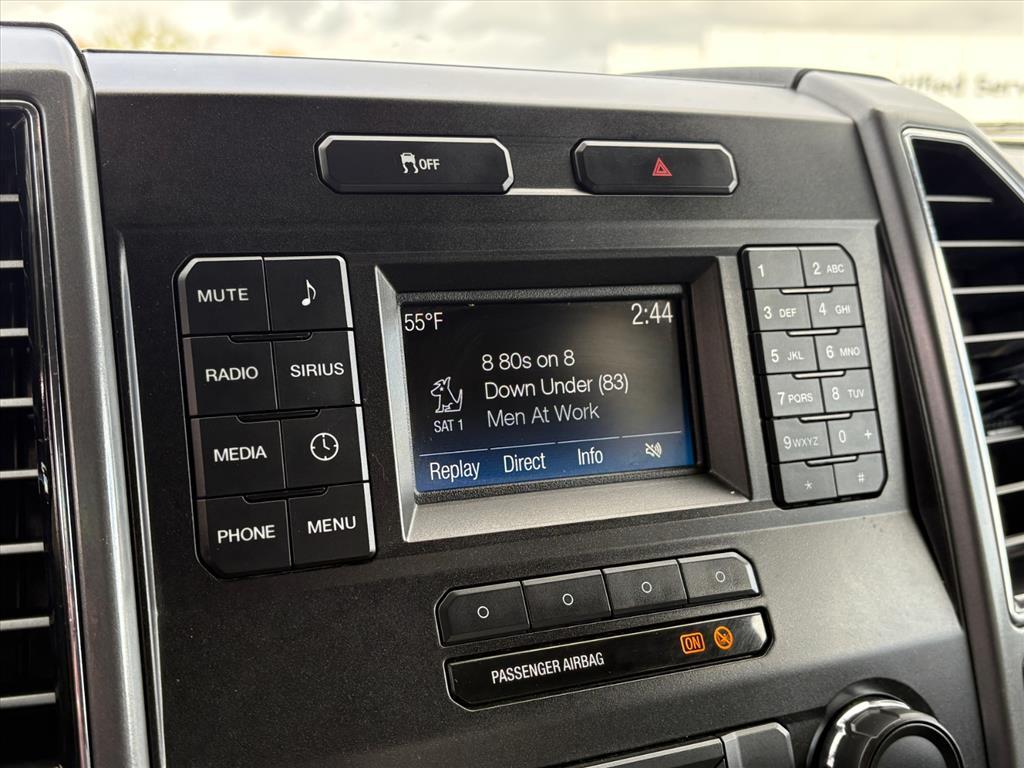 tified Serv
OFF
MUTE
RADIO SIRIUS
MEDIA
PHONE MENU
55°F 2:44
8 80s on 8
Down Under (83)
SAT 1 Men At Work
Replay Direct Info
1 2 ABC
3 DEF 4 GHI
5 JKL 6 MNO
7 PQRS 8 TUV
9 WXYZ 0 +
* #
PASSENGER AIRBAG ON